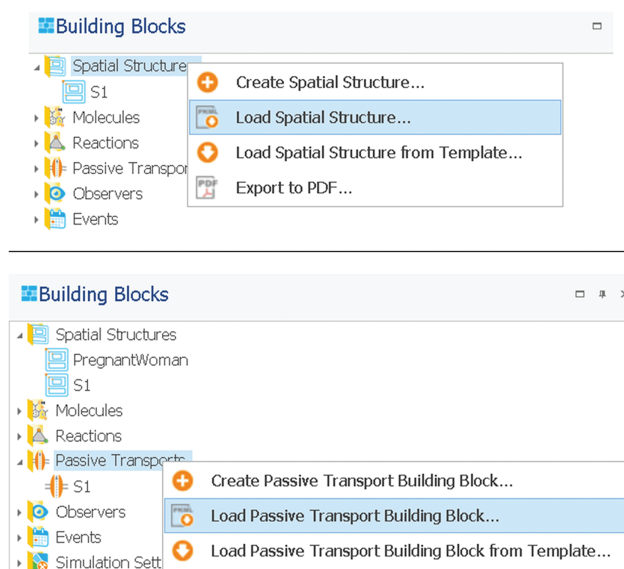 Building Blocks
Spatial Structure
S1
Molecules
Reactions
Passive Transpor
Observers
Events
Create Spatial Structure...
Load Spatial Structure...
Load Spatial Structure from Template...
Export to PDF...
Building Blocks
Spatial Structures
PregnantWoman
S1
Molecules
Reactions
Passive Transports
S1
Observers
Events
Simulation Sett
Create Passive Transport Building Block...
Load Passive Transport Building Block...
Load Passive Transport Building Block from Template...